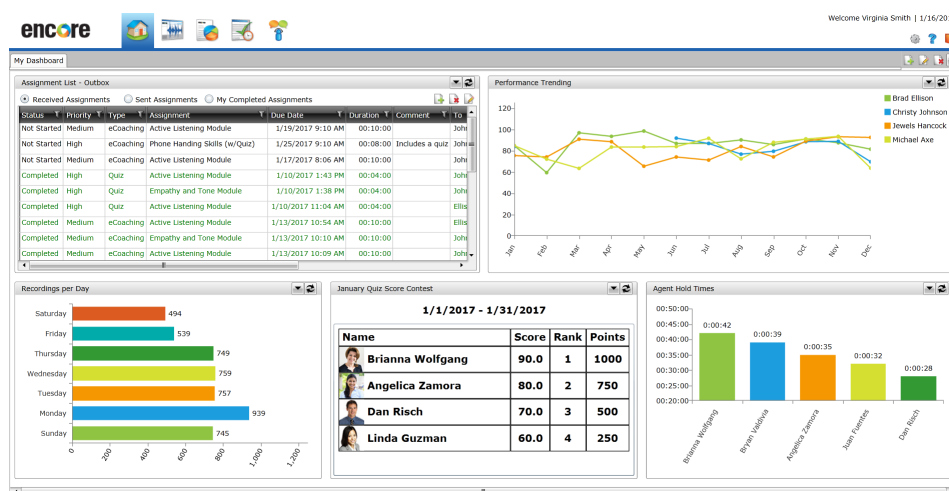 Welcome Virginia Smith | 1/16/20
encore
My Dashboard
Assignment List - Outbox
Received Assignments Sent Assignments My Completed Assignments
Status Priority Type Assignment Due Date Duration Comment To
Not Started Medium eCoaching Active Listening Module 1/19/2017 9:10 AM 00:10:00 John
Not Started High eCoaching Phone Handing Skills (w/Quiz) 1/25/2017 9:10 AM 00:08:00 Includes a quiz John
Not Started Medium eCoaching Active Listening Module 1/17/2017 8:06 AM 00:10:00 John
Completed High Quiz Active Listening Module 1/10/2017 1:43 PM 00:04:00 John
Completed High Quiz Empathy and Tone Module 1/10/2017 1:38 PM 00:04:00 John
Completed High Quiz Active Listening Module 1/10/2017 11:04 AM 00:04:00 Ellis
Completed Medium eCoaching Active Listening Module 1/13/2017 10:54 AM 00:10:00 John
Completed Medium eCoaching Empathy and Tone Module 1/13/2017 10:10 AM 00:10:00 John
Completed Medium eCoaching Active Listening Module 1/13/2017 10:09 AM 00:10:00 John
Performance Trending
120
100
80
60
40
20
0
Jan Feb Mar Apr May Jun Jul Aug Sep Oct Nov Dec
Brad Ellison
Christy Johnson
Jewels Hancock
Michael Axe
Recordings per Day
Saturday 494
Friday 539
Thursday 749
Wednesday 759
Tuesday 757
Monday 939
Sunday 745
0 200 400 600 800 1,000 1,200
January Quiz Score Contest
1/1/2017 - 1/31/2017
Name Score Rank Points
Brianna Wolfgang 90.0 1 1000
Angelica Zamora 80.0 2 750
Dan Risch 70.0 3 500
Linda Guzman 60.0 4 250
Agent Hold Times
00:50:00
00:45:00
00:40:00
00:35:00
00:30:00
00:25:00
00:20:00
0:00:42 0:00:39 0:00:35 0:00:32 0:00:28
Brianna Wolfgang Bryan Valdivia Angelica Zamora Juan Fuentes Dan Risch